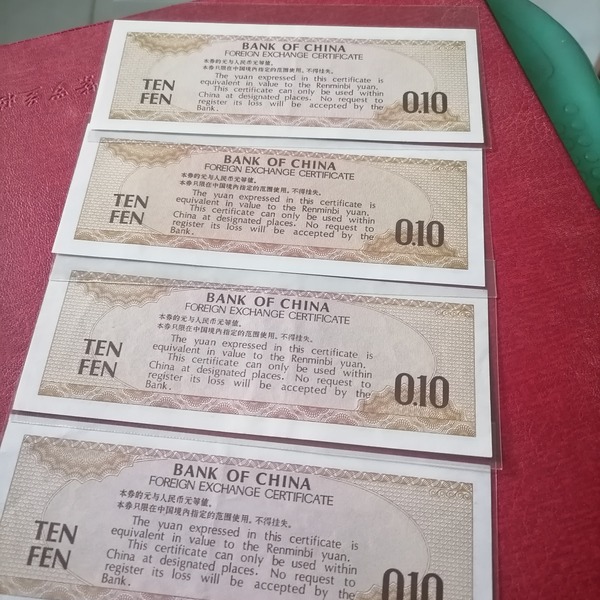 BANK OF CHINA
FOREIGN EXCHANGE CERTIFICATE
本券的元与人民币元等值。
本券只限在中国境内指定的范围使用,不得挂失。
The yuan expressed in this certificate is
equivalent in value to the Renminbi yuan.
This certificate can only be used within
China at designated places. No request to
register its loss will be accepted by the
Bank.
TEN
FEN
0.10
BANK OF CHINA
FOREIGN EXCHANGE CERTIFICATE
本券的元与人民币元等值。
本券只限在中国境内指定的范围使用,不得挂失。
The yuan expressed in this certificate is
equivalent in value to the Renminbi yuan.
This certificate can only be used within
China at designated places. No request to
register its loss will be accepted by the
Bank.
TEN
FEN
0.10
BANK OF CHINA
FOREIGN EXCHANGE CERTIFICATE
本券的元与人民币元等值。
本券只限在中国境内指定的范围使用,不得挂失。
The yuan expressed in this certificate is
equivalent in value to the Renminbi yuan.
This certificate can only be used within
China at designated places. No request to
register its loss will be accepted by the
Bank.
TEN
FEN
0.10
BANK OF CHINA
FOREIGN EXCHANGE CERTIFICATE
本券的元与人民币元等值。
本券只限在中国境内指定的范围使用,不得挂失。
The yuan expressed in this certificate is
equivalent in value to the Renminbi yuan.
This certificate can only be used within
China at designated places. No request to
register its loss will be accepted by the
Bank.
TEN
FEN
0.10